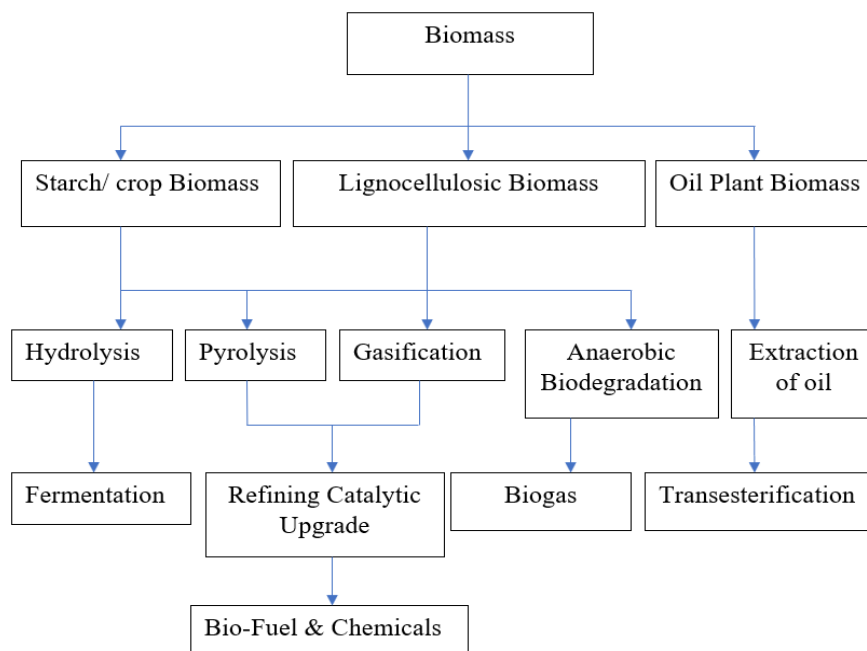 Biomass
Starch/ crop Biomass
Lignocellulosic Biomass
Oil Plant Biomass
Hydrolysis
Pyrolysis
Gasification
Anaerobic
Biodegradation
Extraction
of oil
Fermentation
Refining Catalytic
Upgrade
Biogas
Transesterification
Bio-Fuel & Chemicals